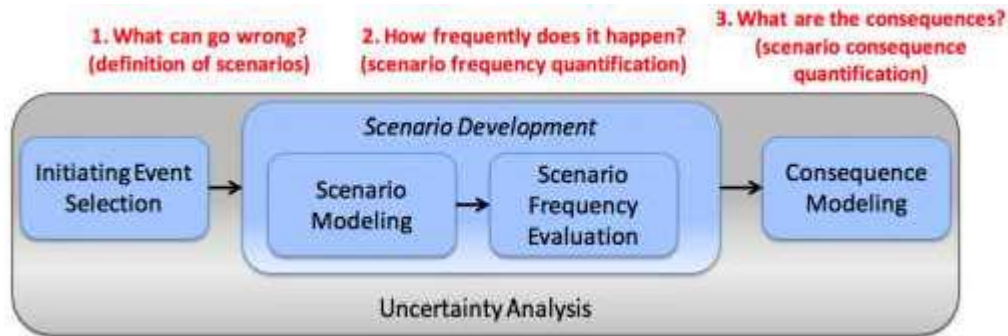 1. What can go wrong?
(definition of scenarios)
2. How frequently does it happen?
(scenario frequency quantification)
3. What are the consequences?
(scenario consequence
quantification)
Initiating Event
Selection
Scenario Development
Scenario
Modeling
Scenario
Frequency
Evaluation
Consequence
Modeling
Uncertainty Analysis